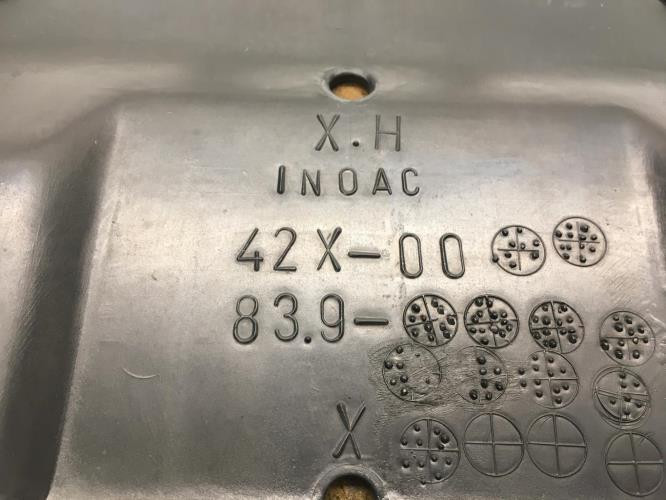 X.H
INOAC
42X-00
83.9-
X